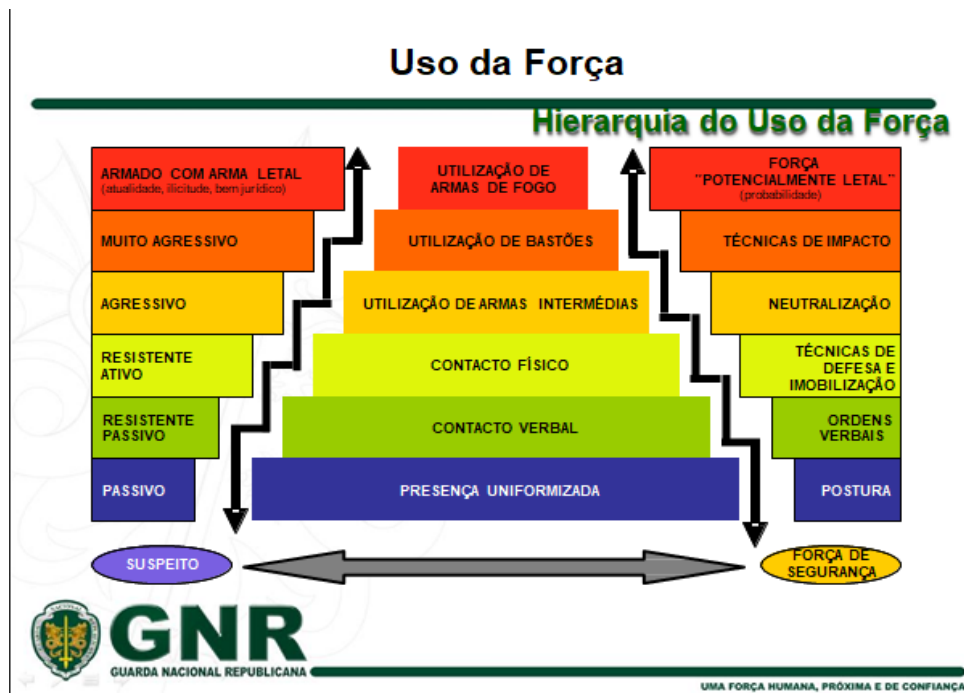 Uso da Força
Hierarquia do Uso da Força
ARMADO COM ARMA LETAL
(atualidade, ilicitude, bem jurídico)
UTILIZAÇÃO DE
ARMAS DE FOGO
FORÇA
"POTENCIALMENTE LETAL"
(probabilidade)
MUITO AGRESSIVO
UTILIZAÇÃO DE BASTÕES
TÉCNICAS DE IMPACTO
AGRESSIVO
UTILIZAÇÃO DE ARMAS INTERMÉDIAS
NEUTRALIZAÇÃO
RESISTENTE
ATIVO
CONTACTO FÍSICO
TÉCNICAS DE
DEFESA E
IMOBILIZAÇÃO
RESISTENTE
PASSIVO
CONTACTO VERBAL
ORDENS
VERBAIS
PASSIVO
PRESENÇA UNIFORMIZADA
POSTURA
SUSPEITO
FORÇA DE
SEGURANÇA
GNR
GUARDA NACIONAL REPUBLICANA
UMA FORÇA HUMANA, PRÓXIMA E DE CONFIANÇA